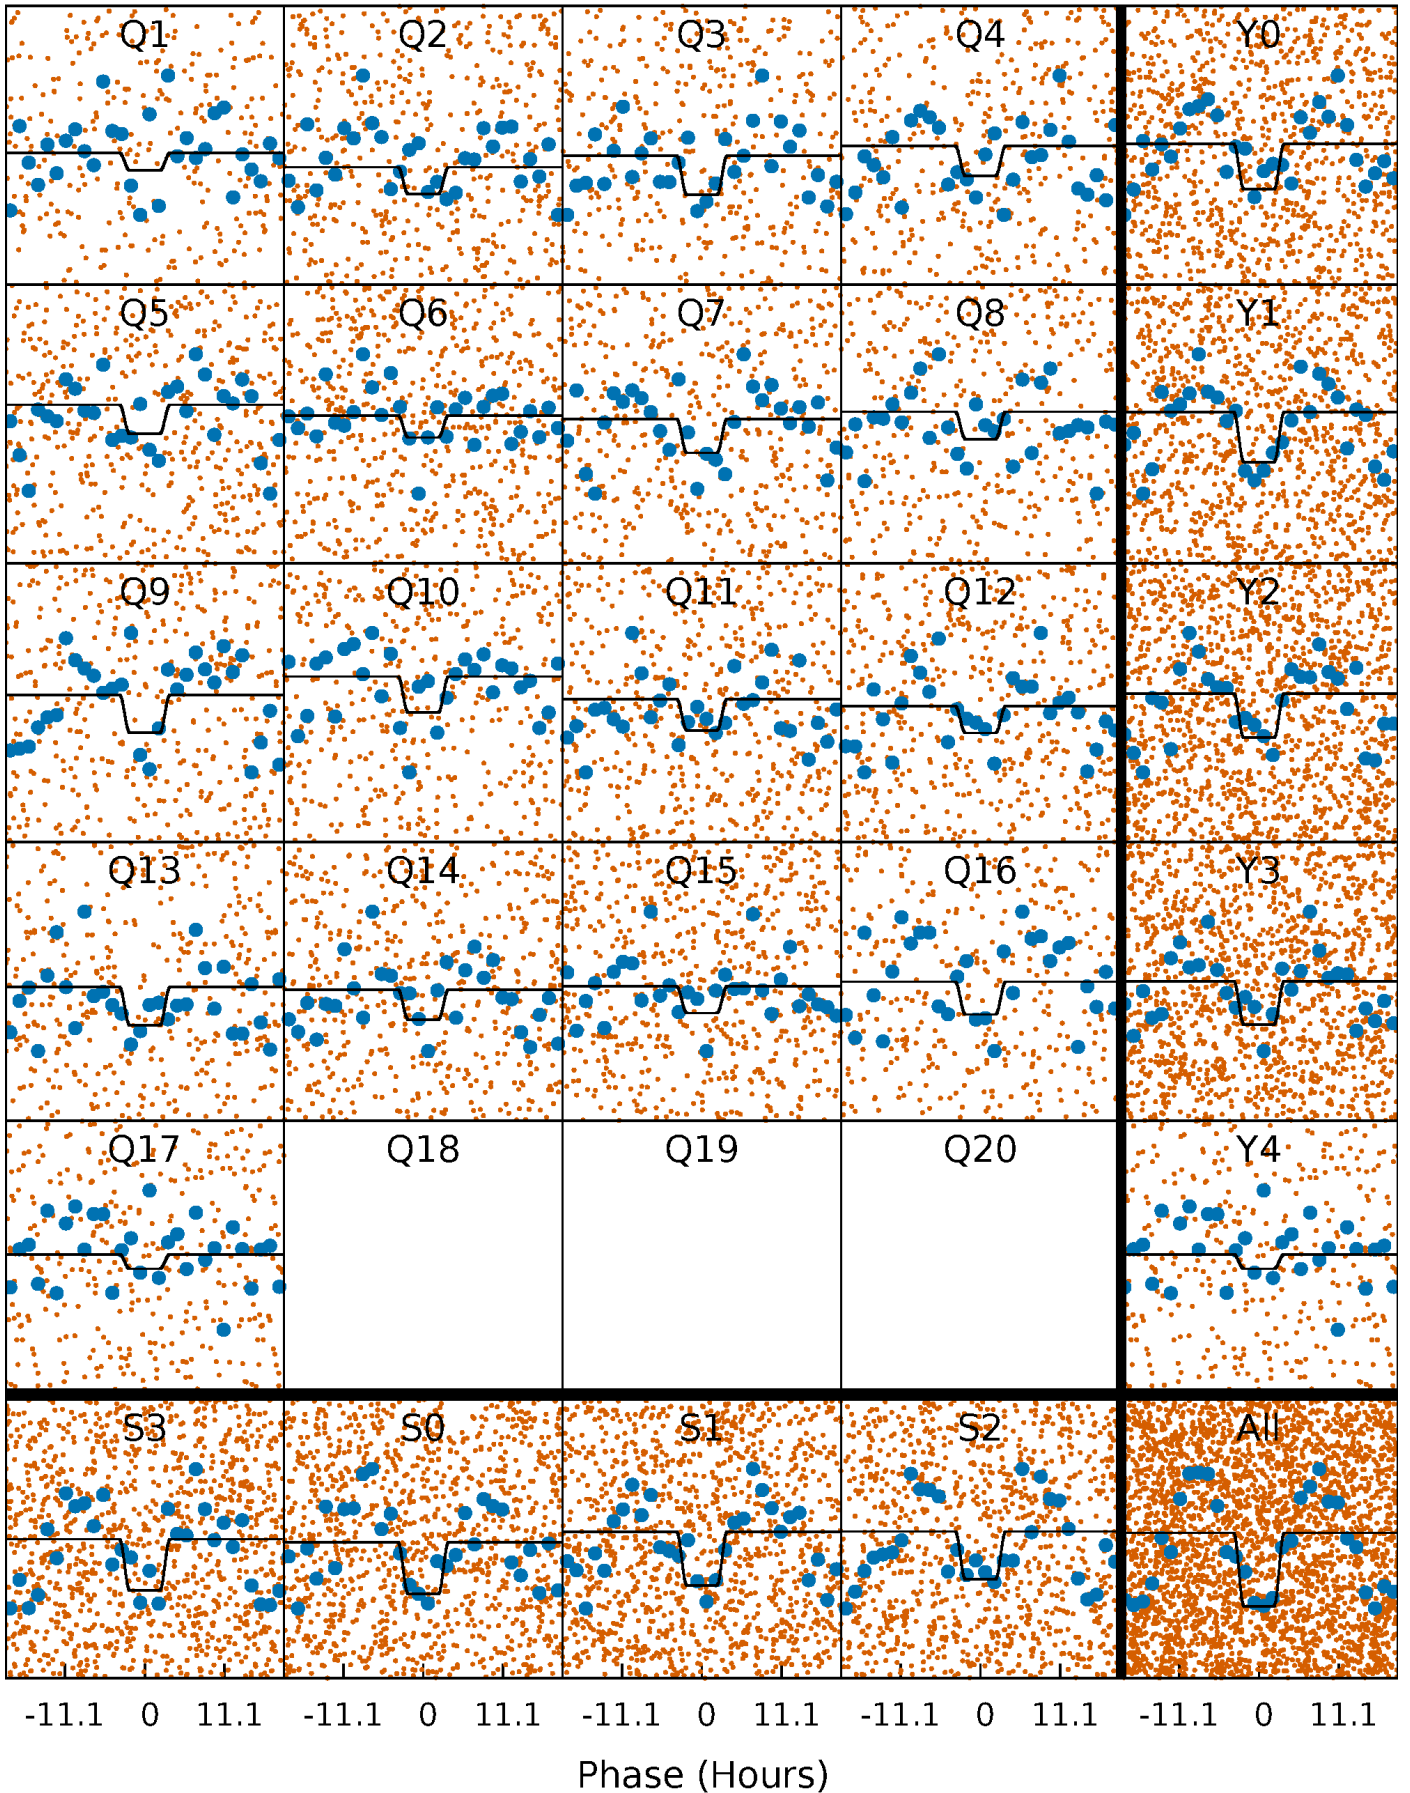 Q1 Q2 Q3 Q4 Y0
Q5 Q6 Q7 Q8 Y1
Q9 Q10 Q11 Q12 Y2
Q13 Q14 Q15 Q16 Y3
Q17 Q18 Q19 Q20 Y4
S3 S0 S1 S2 All
-11.1 0 11.1 -11.1 0 11.1 -11.1 0 11.1 -11.1 0 11.1 -11.1 0 11.1
Phase (Hours)